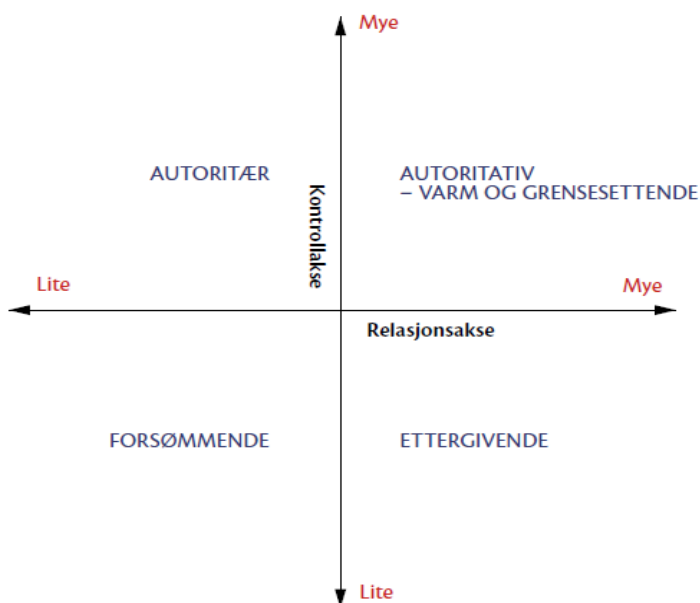 Mye
AUTORITÆR
AUTORITATIV
– VARM OG GRENSESETTENDE
Kontrollakse
Lite
Mye
Relasjonsakse
FORSØMMENDE
ETTERGIVENDE
Lite